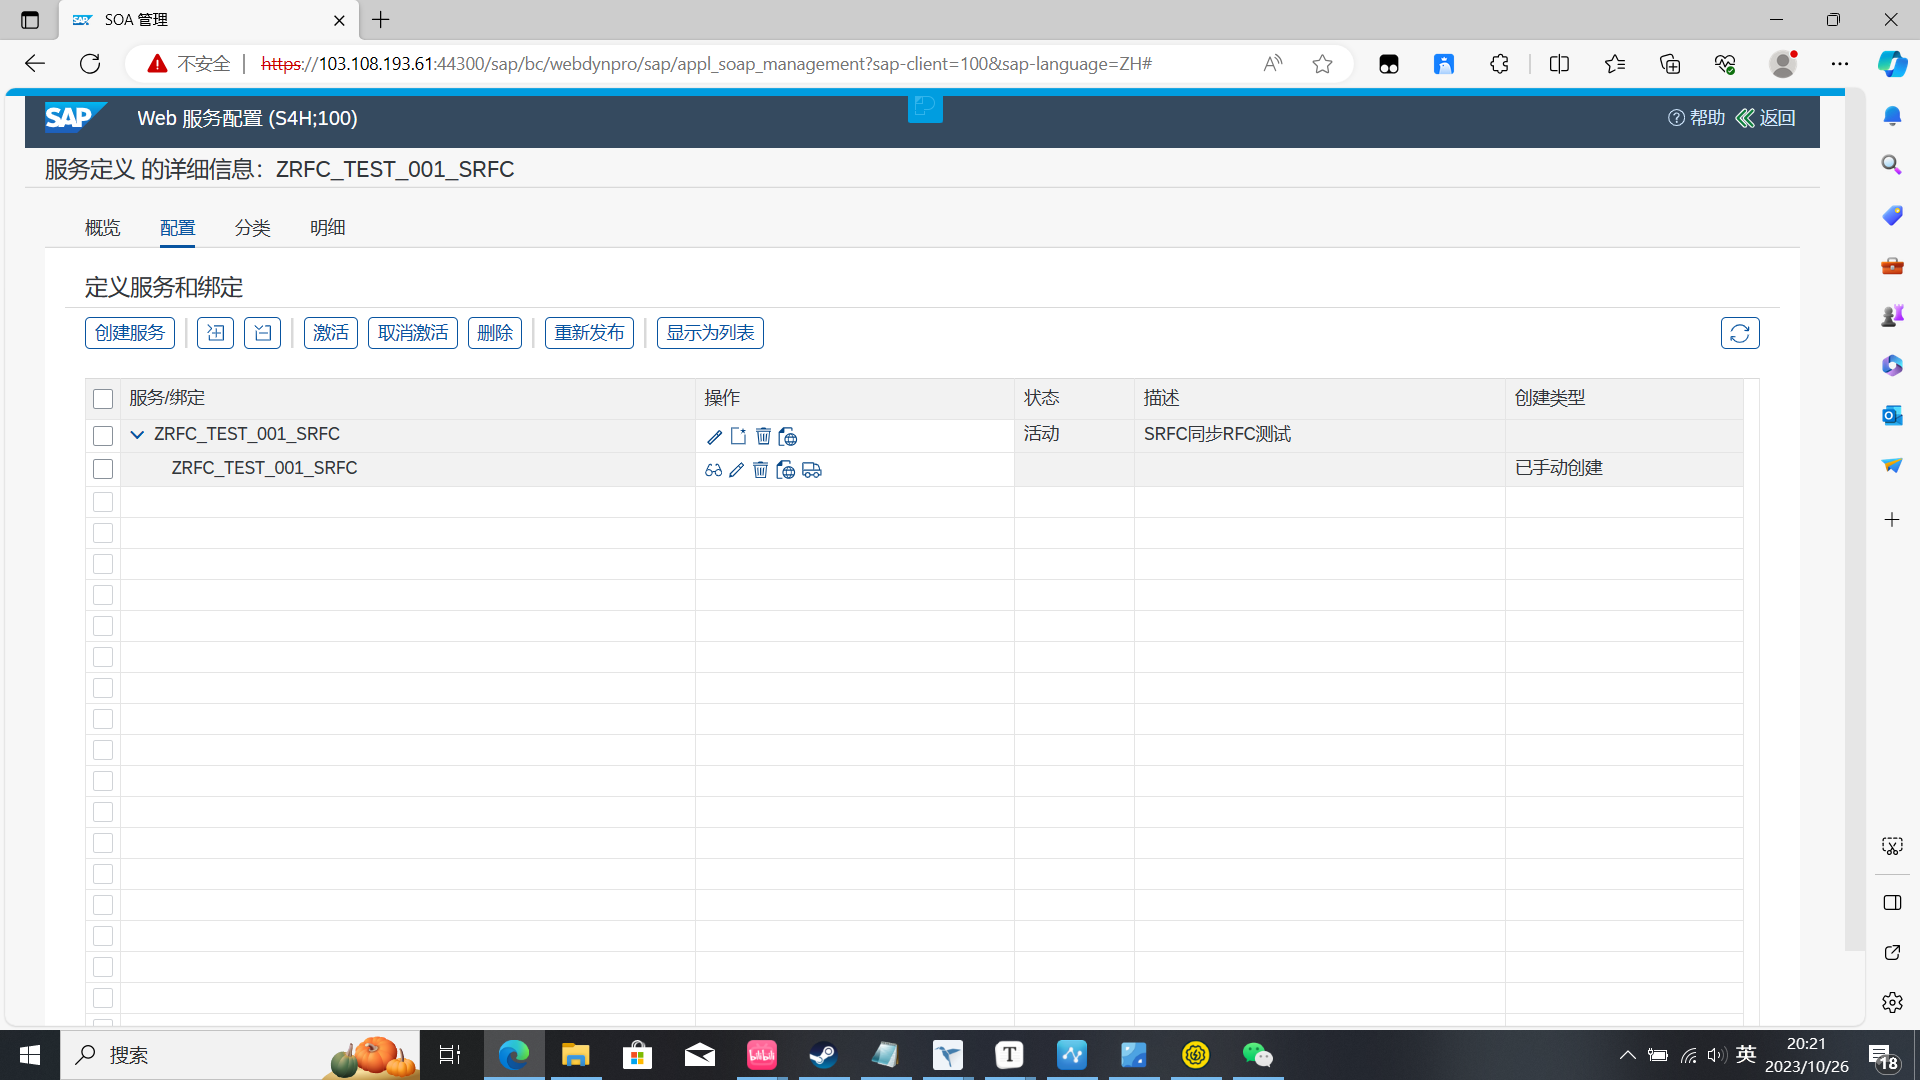 SOA 管理
不安全
https://103.108.193.61:44300/sap/bc/webdynpro/sap/appl_soap_management?sap-client=100&sap-language=ZH#
SAP
Web 服务配置 (S4H;100)
帮助
返回
服务定义 的详细信息: ZRFC_TEST_001_SRFC
概览
配置
分类
明细
定义服务和绑定
创建服务
激活
取消激活
删除
重新发布
显示为列表
服务/绑定
操作
状态
描述
创建类型
ZRFC_TEST_001_SRFC
活动
SRFC同步RFC测试
ZRFC_TEST_001_SRFC
已手动创建
搜索
bilibili
T
英
20:21
2023/10/26
18